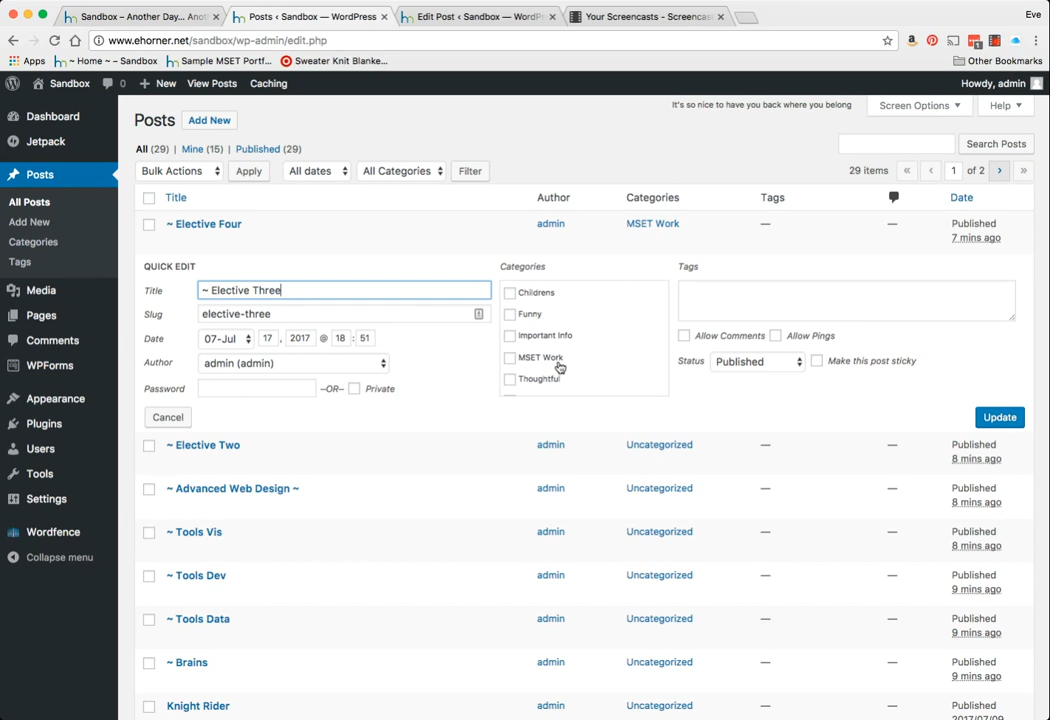 Sandbox – Another Day... An
Posts ‹ Sandbox — WordPress
Edit Post ‹ Sandbox — WordP
Your Screencasts - Screencas
Eve
www.ehorner.net/sandbox/wp-admin/edit.php
Apps
~ Home ~ – Sandbox
Sample MSET Portf...
Sweater Knit Blanke...
Other Bookmarks
Sandbox
0
New
View Posts
Caching
Howdy, admin
Dashboard
Jetpack
Posts
All Posts
Add New
Categories
Tags
Media
Pages
Comments
WPForms
Appearance
Plugins
Users
Tools
Settings
Wordfence
Collapse menu
It's so nice to have you back where you belong
Screen Options
Help
Posts
Add New
All (29) | Mine (15) | Published (29)
Search Posts
Bulk Actions
Apply
All dates
All Categories
Filter
29 items « ‹ 1 of 2 › »
Title Author Categories Tags Date
~ Elective Four admin MSET Work — — Published
7 mins ago
QUICK EDIT
Title ~ Elective Three
Slug elective-three
Date 07-Jul 17 , 2017 @ 18 : 51
Author admin (admin)
Password –OR– Private
Categories
Childrens
Funny
Important Info
MSET Work
Thoughtful
Tags
Allow Comments Allow Pings
Status Published Make this post sticky
Cancel
Update
~ Elective Two admin Uncategorized — — Published
8 mins ago
~ Advanced Web Design ~ admin Uncategorized — — Published
8 mins ago
~ Tools Vis admin Uncategorized — — Published
8 mins ago
~ Tools Dev admin Uncategorized — — Published
9 mins ago
~ Tools Data admin Uncategorized — — Published
9 mins ago
~ Brains admin Uncategorized — — Published
9 mins ago
Knight Rider admin Uncategorized — — Published
2017/07/09